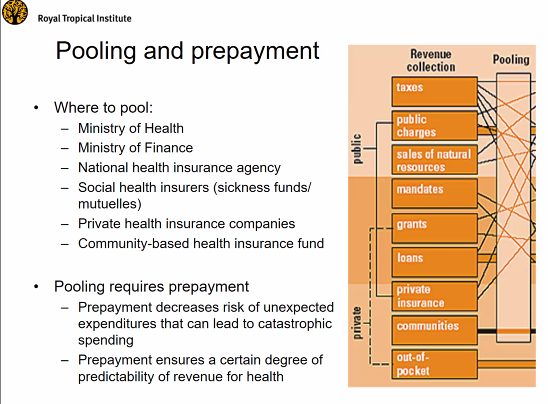 Royal Tropical Institute
Pooling and prepayment
• Where to pool:
– Ministry of Health
– Ministry of Finance
– National health insurance agency
– Social health insurers (sickness funds/
mutuelles)
– Private health insurance companies
– Community-based health insurance fund
• Pooling requires prepayment
– Prepayment decreases risk of unexpected
expenditures that can lead to catastrophic
spending
– Prepayment ensures a certain degree of
predictability of revenue for health
Revenue
collection
Pooling
public
private
taxes
public
charges
sales of natural
resources
mandates
grants
loans
private
insurance
communities
out-of-
pocket